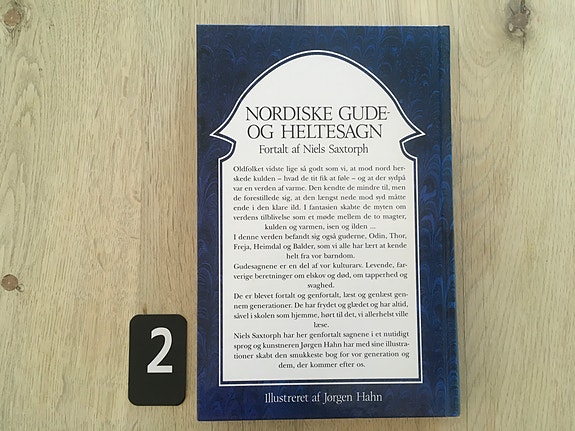 NORDISKE GUDE-
OG HELTESAGN
Fortalt af Niels Saxtorph
Oldfolket vidste lige så godt som vi, at mod nord her-
skede kulden – hvad de tit fik at føle – og at der sydpå
var en verden af varme. Den kendte de mindre til, men
de forestillede sig, at den længst nede mod syd måtte
ende i den klare ild. I fantasien skabte de myten om
verdens tilblivelse som et møde mellem de to magter,
kulden og varmen, isen og ilden ...
I denne verden befandt sig også guderne, Odin, Thor,
Freja, Heimdal og Balder, som vi alle har lært at kende
helt fra vor barndom.
Gudesagnene er en del af vor kulturarv. Levende, far-
verige beretninger om elskov og død, om tapperhed og
svaghed.
De er blevet fortalt og genfortalt, læst og genlæst gen-
nem generationer. De har frydet og glædet og har altid,
såvel i skolen som hjemme, hørt til det, vi allerhelst ville
læse.
Niels Saxtorph har her genfortalt sagnene i et nutidigt
sprog og kunstneren Jørgen Hahn har med sine illustra-
tioner skabt den smukkeste bog for vor generation og
dem, der kommer efter os.
Illustreret af Jørgen Hahn
2